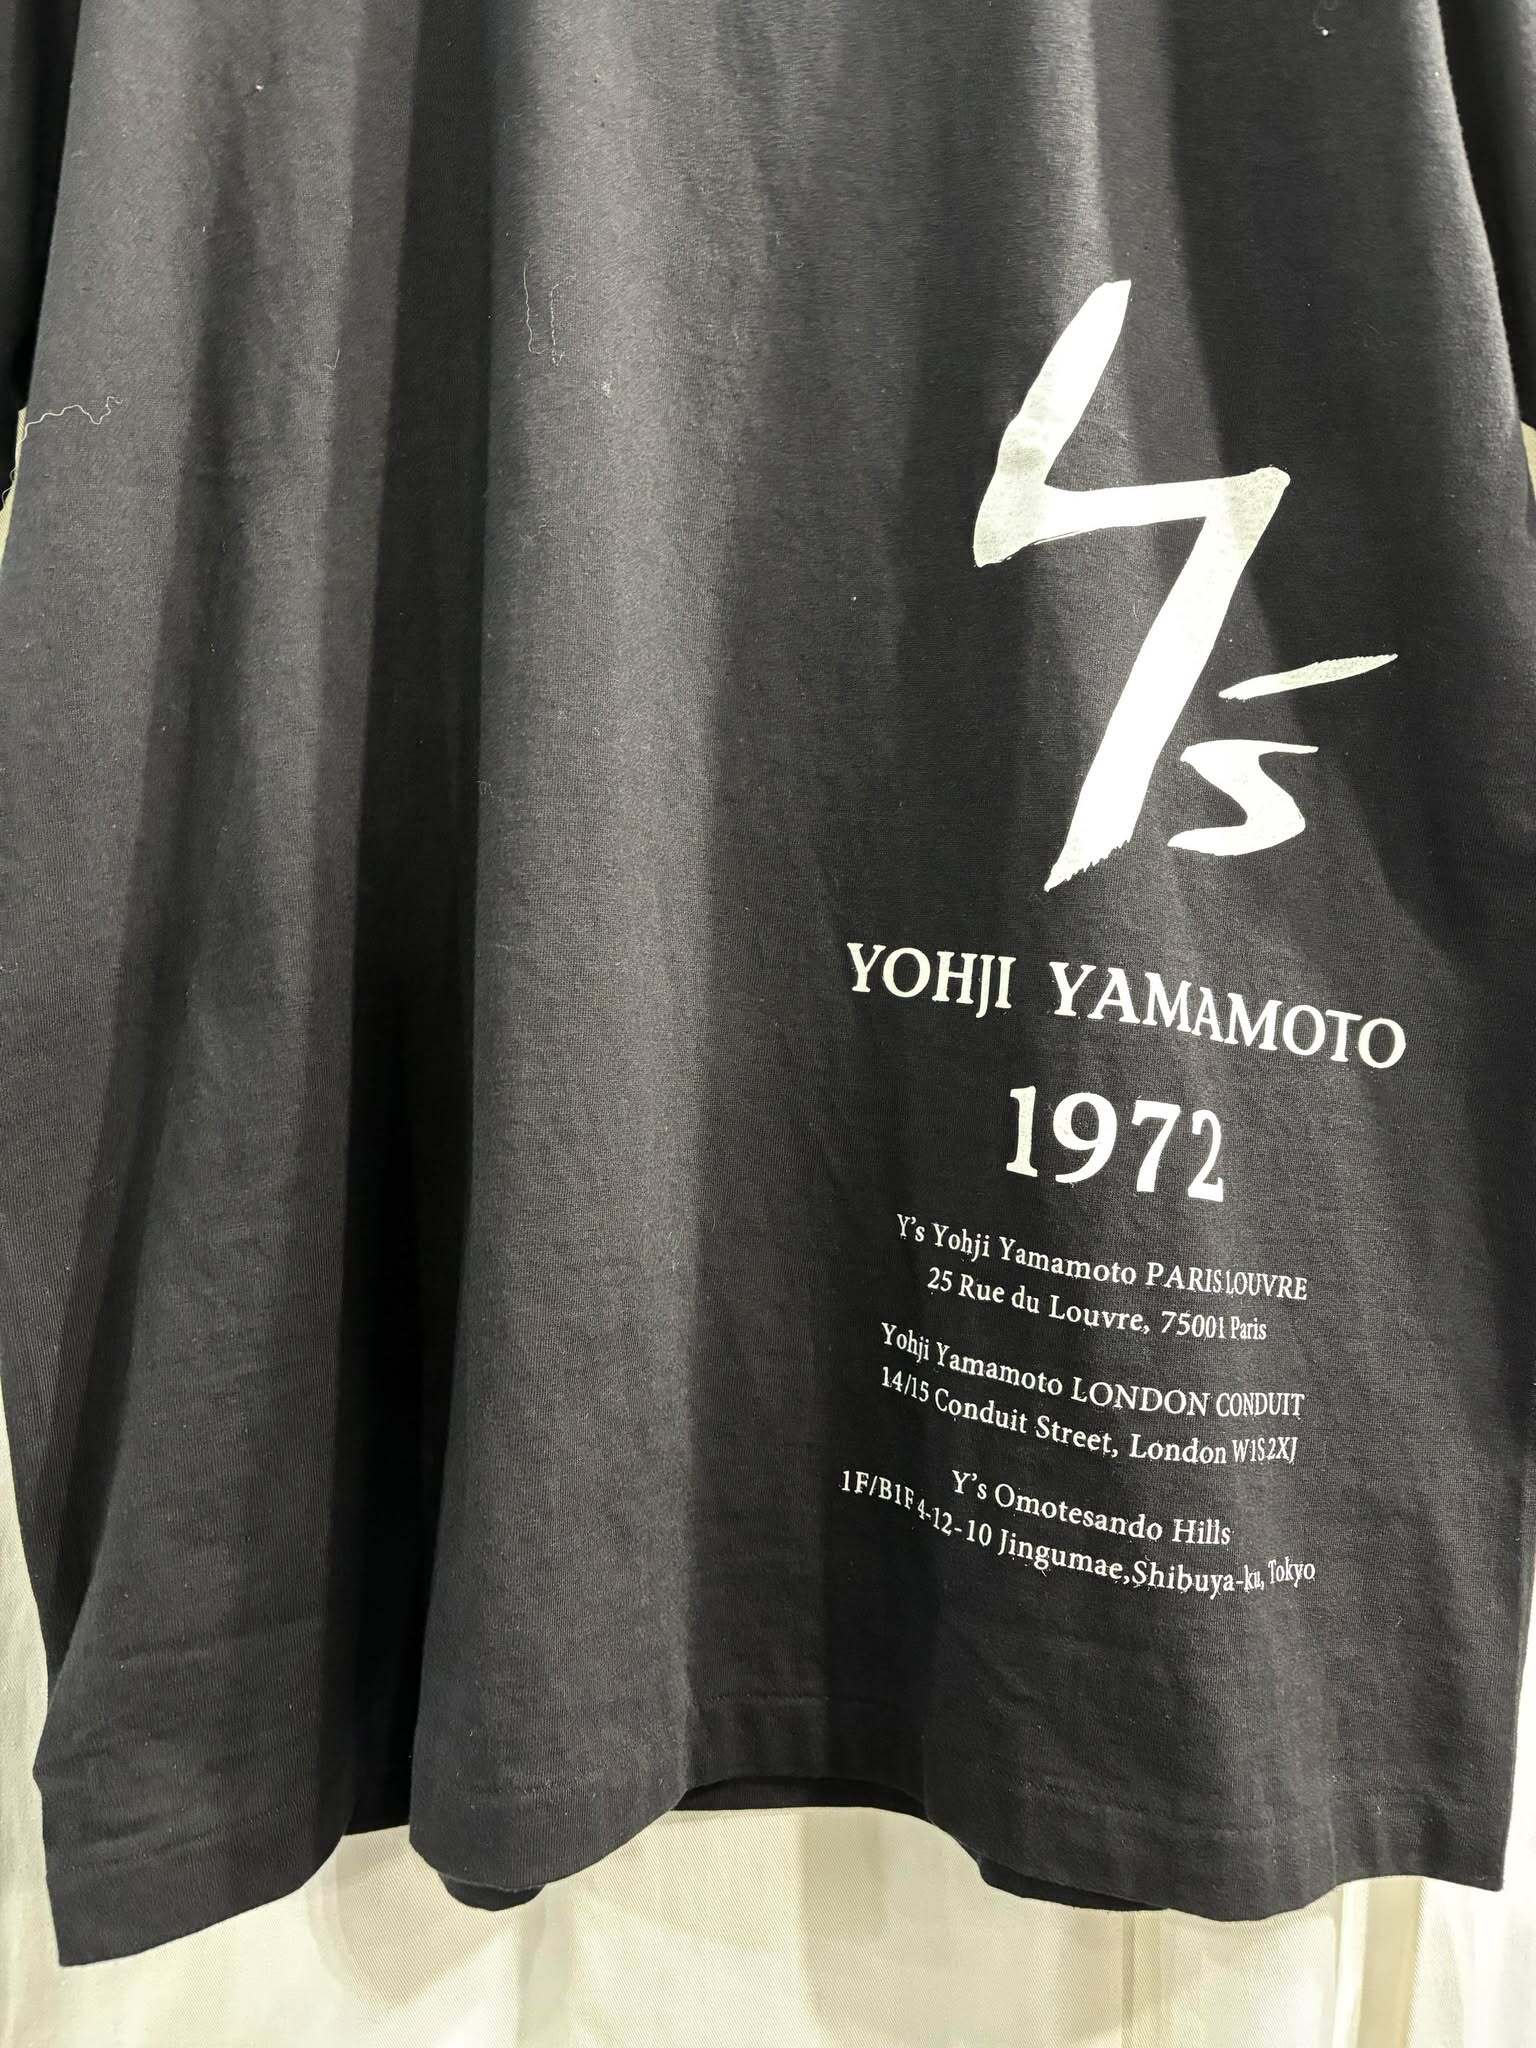 Y's
YOHJI YAMAMOTO
1972
Y's Yohji Yamamoto PARIS LOUVRE
25 Rue du Louvre, 75001 Paris
Yohji Yamamoto LONDON CONDUIT
14/15 Conduit Street, London W1S 2XJ
Y's Omotesando Hills
1F/B1F 4-12-10 Jingumae,Shibuya-ku, Tokyo